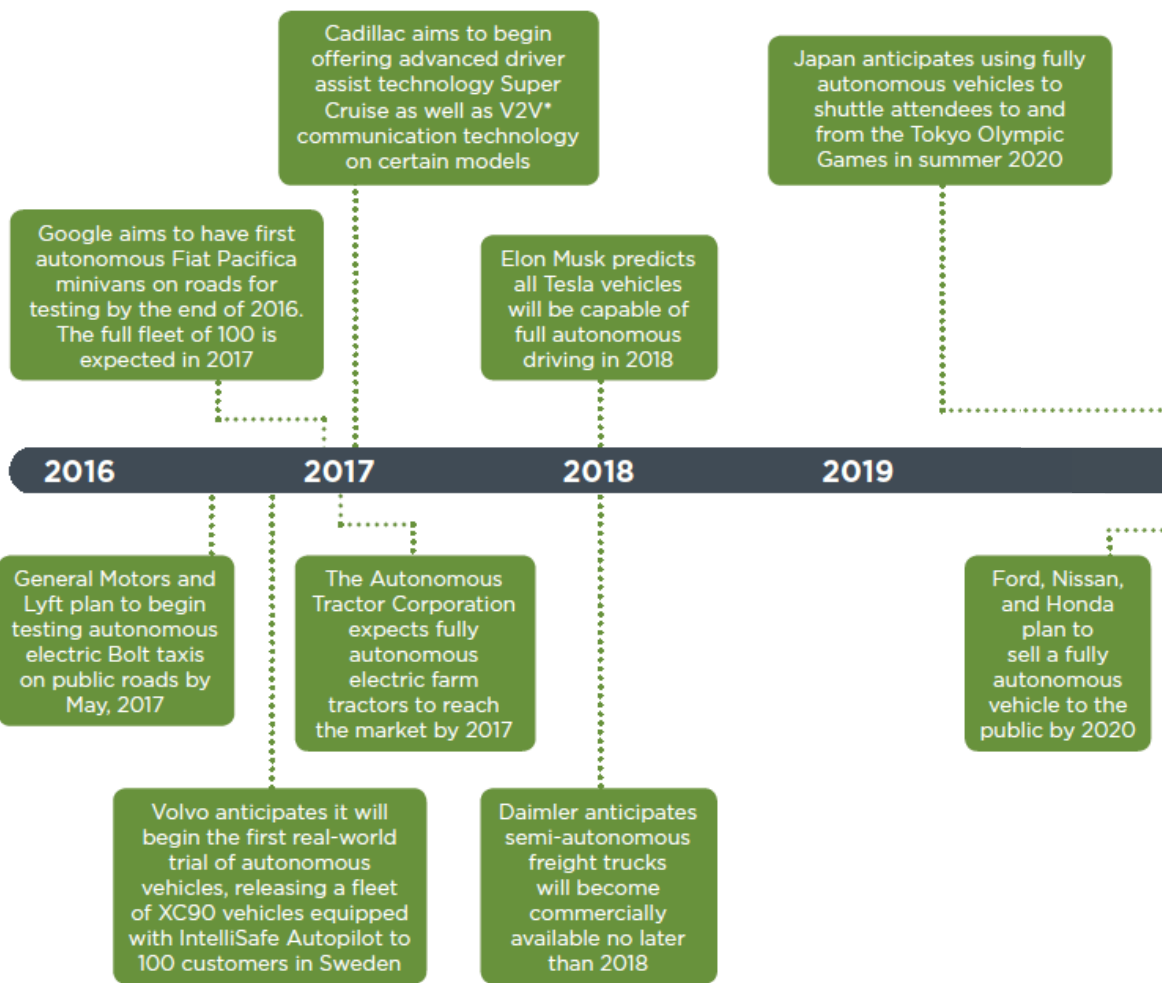 Cadillac aims to begin
offering advanced driver
assist technology Super
Cruise as well as V2V*
communication technology
on certain models
Japan anticipates using fully
autonomous vehicles to
shuttle attendees to and
from the Tokyo Olympic
Games in summer 2020
Google aims to have first
autonomous Fiat Pacifica
minivans on roads for
testing by the end of 2016.
The full fleet of 100 is
expected in 2017
Elon Musk predicts
all Tesla vehicles
will be capable of
full autonomous
driving in 2018
2016
2017
2018
2019
General Motors and
Lyft plan to begin
testing autonomous
electric Bolt taxis
on public roads by
May, 2017
The Autonomous
Tractor Corporation
expects fully
autonomous
electric farm
tractors to reach
the market by 2017
Ford, Nissan,
and Honda
plan to
sell a fully
autonomous
vehicle to the
public by 2020
Volvo anticipates it will
begin the first real-world
trial of autonomous
vehicles, releasing a fleet
of XC90 vehicles equipped
with IntelliSafe Autopilot to
100 customers in Sweden
Daimler anticipates
semi-autonomous
freight trucks
will become
commercially
available no later
than 2018